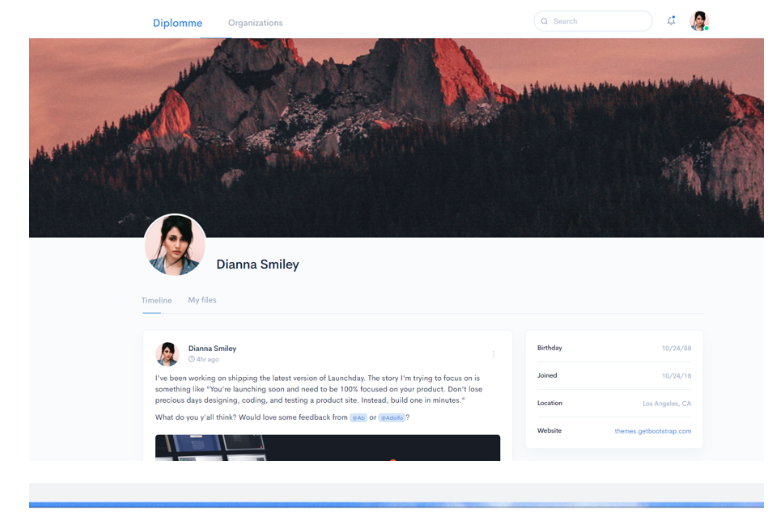 Diplomme Organizations Search
Dianna Smiley
Timeline My files
Dianna Smiley
4hr ago
I've been working on shipping the latest version of Launchday. The story I'm trying to focus on is
something like "You're launching soon and need to be 100% focused on your product. Don't lose
precious days designing, coding, and testing a product site. Instead, build one in minutes."
What do you y'all think? Would love some feedback from @Ab or @Adolfo ?
Birthday 10/24/88
Joined 10/24/18
Location Los Angeles, CA
Website themes.getbootstrap.com